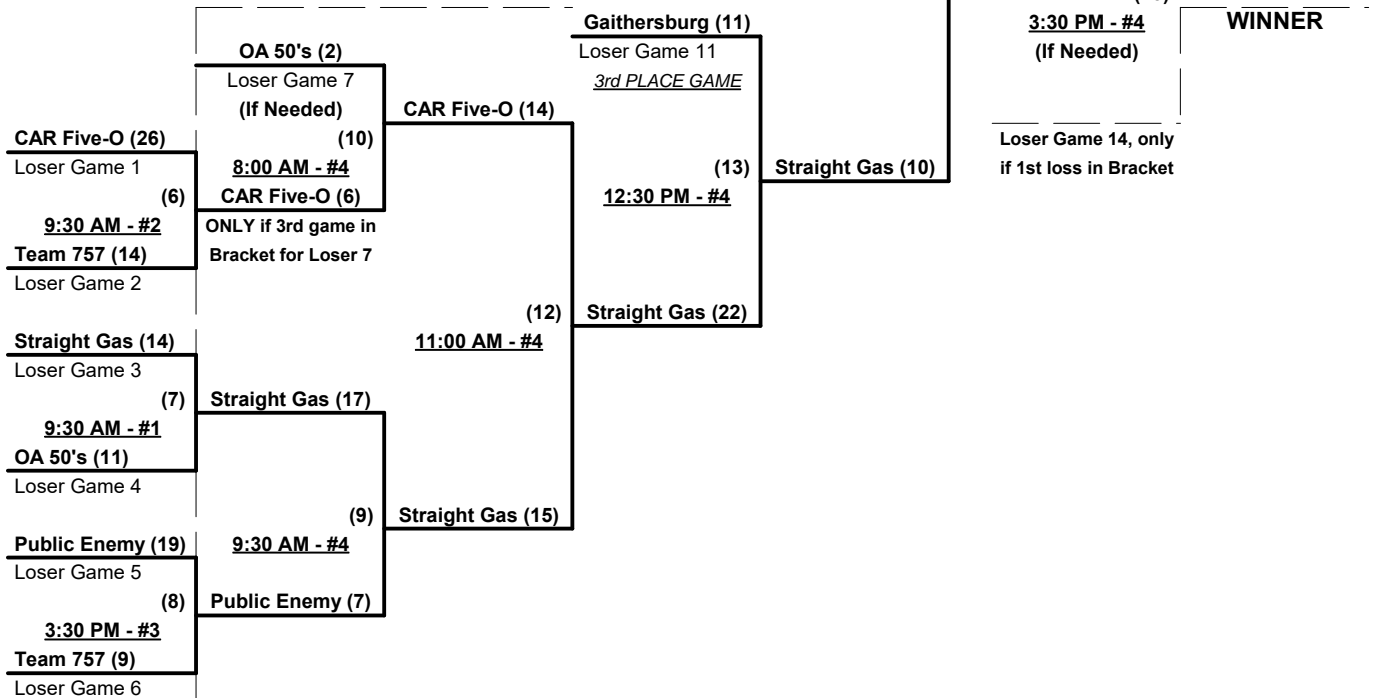 Gaithersburg (11)
3:30 PM - #4
WINNER
OA 50's (2)
Loser Game 11
(If Needed)
Loser Game 7
3rd PLACE GAME
(If Needed)
CAR Five-O (14)
CAR Five-O (26)
(10)
Loser Game 14, only
Loser Game 1
8:00 AM - #4
(13)
Straight Gas (10)
if 1st loss in Bracket
(6)
CAR Five-O (6)
12:30 PM - #4
9:30 AM - #2
ONLY if 3rd game in
Team 757 (14)
Bracket for Loser 7
Loser Game 2
(12)
Straight Gas (22)
Straight Gas (14)
11:00 AM - #4
Loser Game 3
(7)
Straight Gas (17)
9:30 AM - #1
OA 50's (11)
Loser Game 4
(9)
Straight Gas (15)
Public Enemy (19)
9:30 AM - #4
Loser Game 5
(8)
Public Enemy (7)
3:30 PM - #3
Team 757 (9)
Loser Game 6